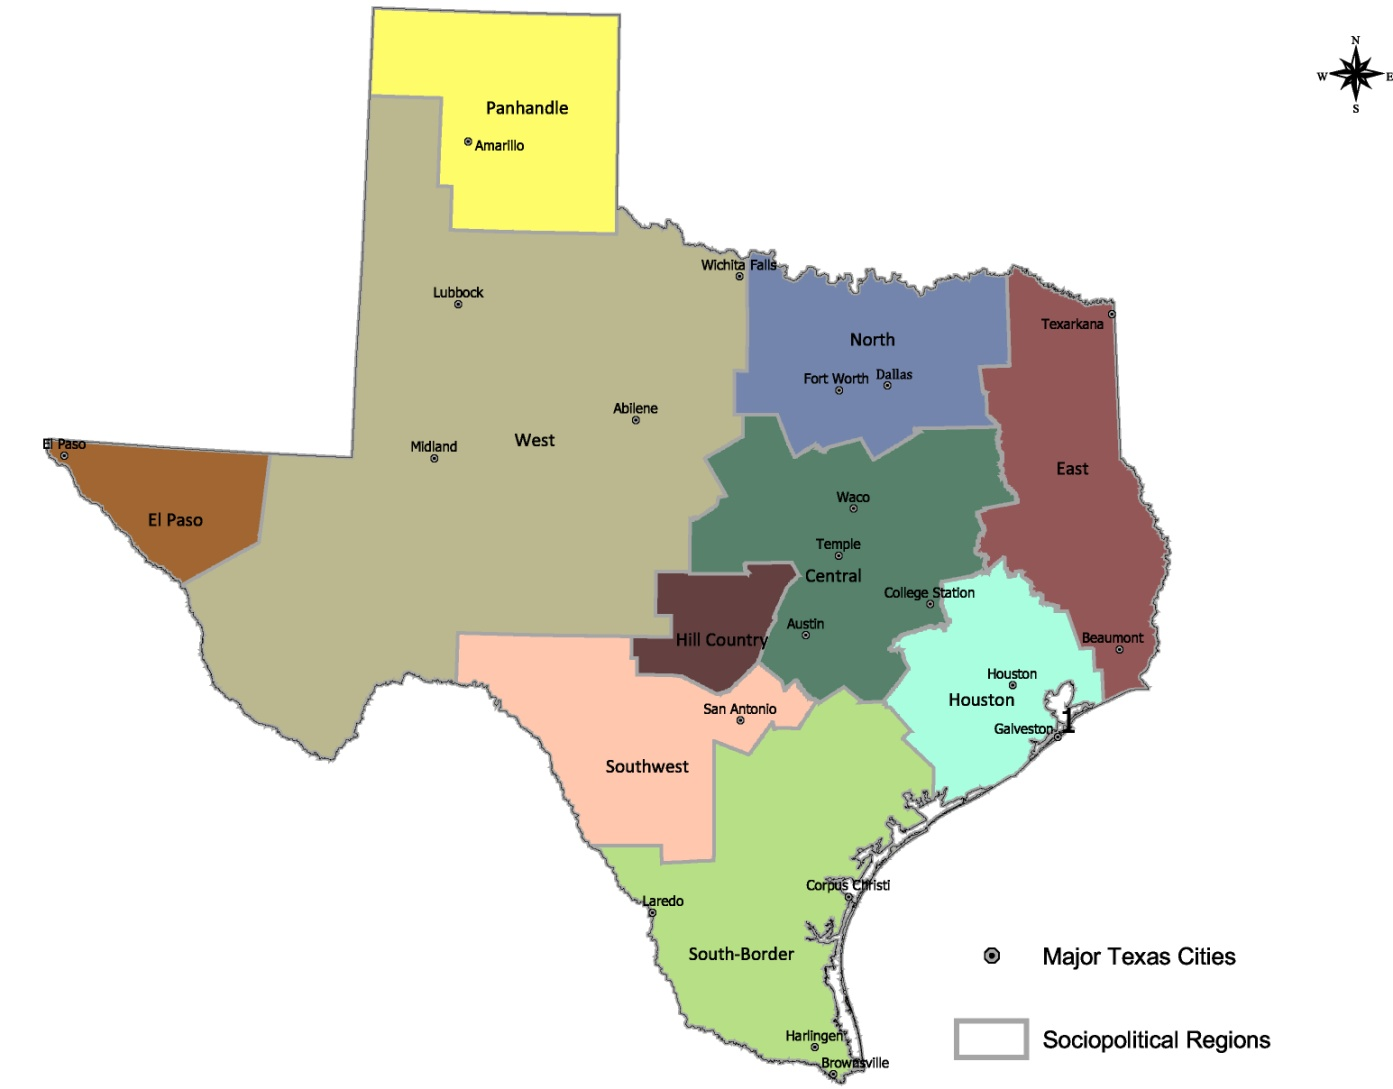 N
W E
S
Panhandle
Amarillo
Wichita Falls
Lubbock
Texarkana
North
Fort Worth
Dallas
Abilene
West
Midland
El Paso
El Paso
East
Waco
Temple
Central
College Station
Austin
Hill Country
Beaumont
Houston
Houston
San Antonio
1
Galveston
Southwest
Corpus Christi
Laredo
South-Border
Major Texas Cities
Harlingen
Sociopolitical Regions
Brownsville